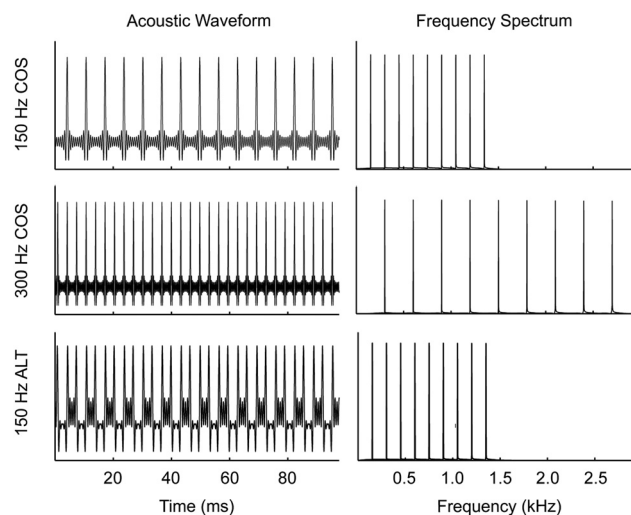 Acoustic Waveform
Frequency Spectrum
150 Hz COS
300 Hz COS
150 Hz ALT
20 40 60 80
0.5 1.0 1.5 2.0 2.5
Time (ms)
Frequency (kHz)